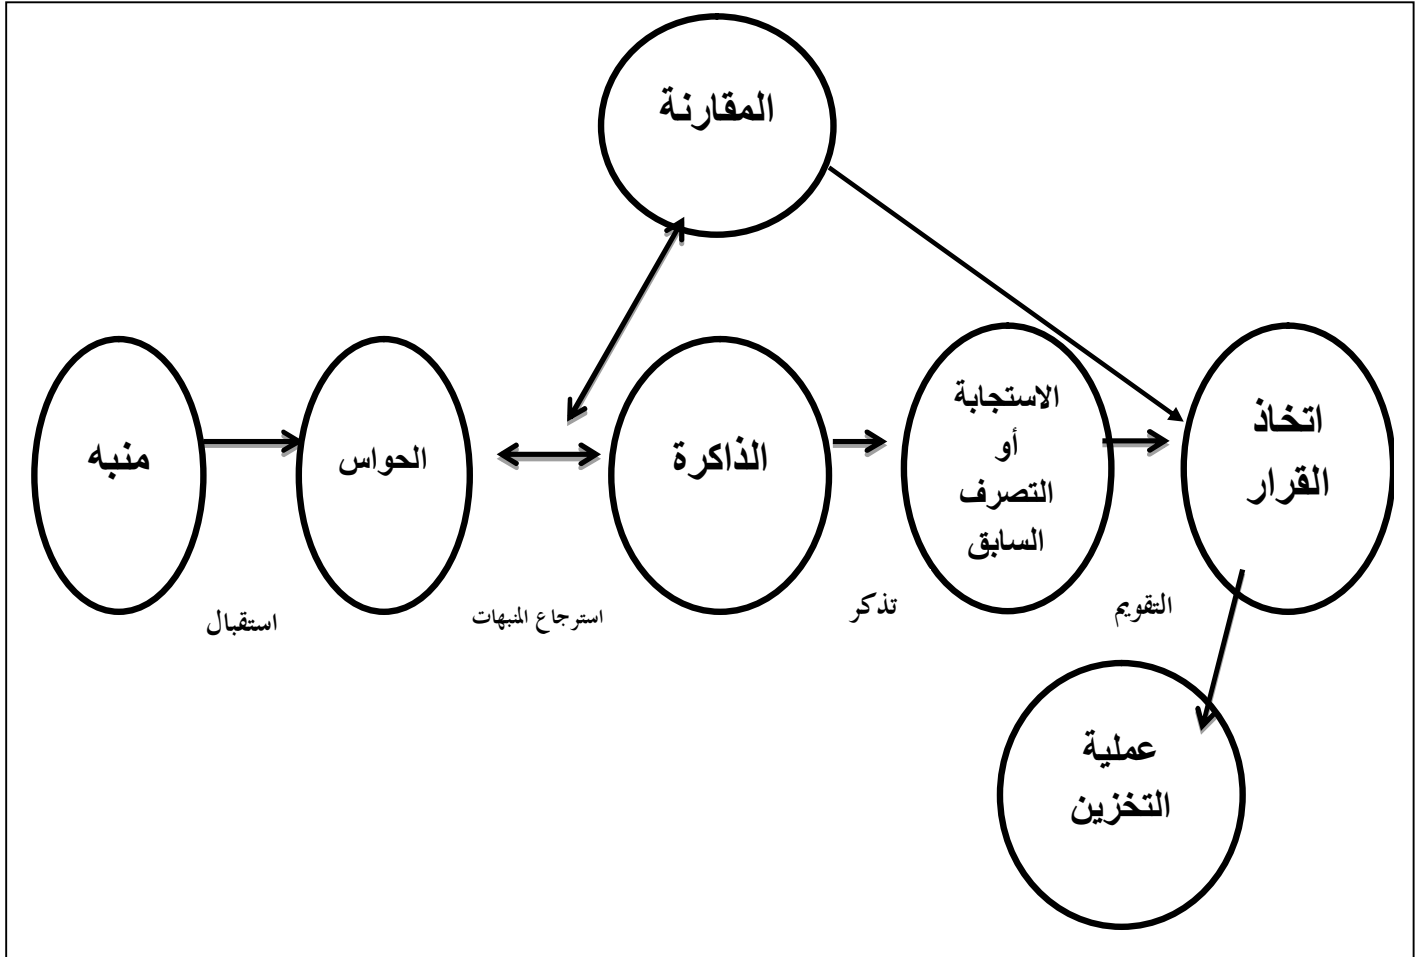 المقارنة
منبه
الحواس
الذاكرة
الاستجابة
أو
التصرف
السابق
اتخاذ
القرار
استقبال
استرجاع المنبهات
تذكر
التقويم
عملية
التخزين